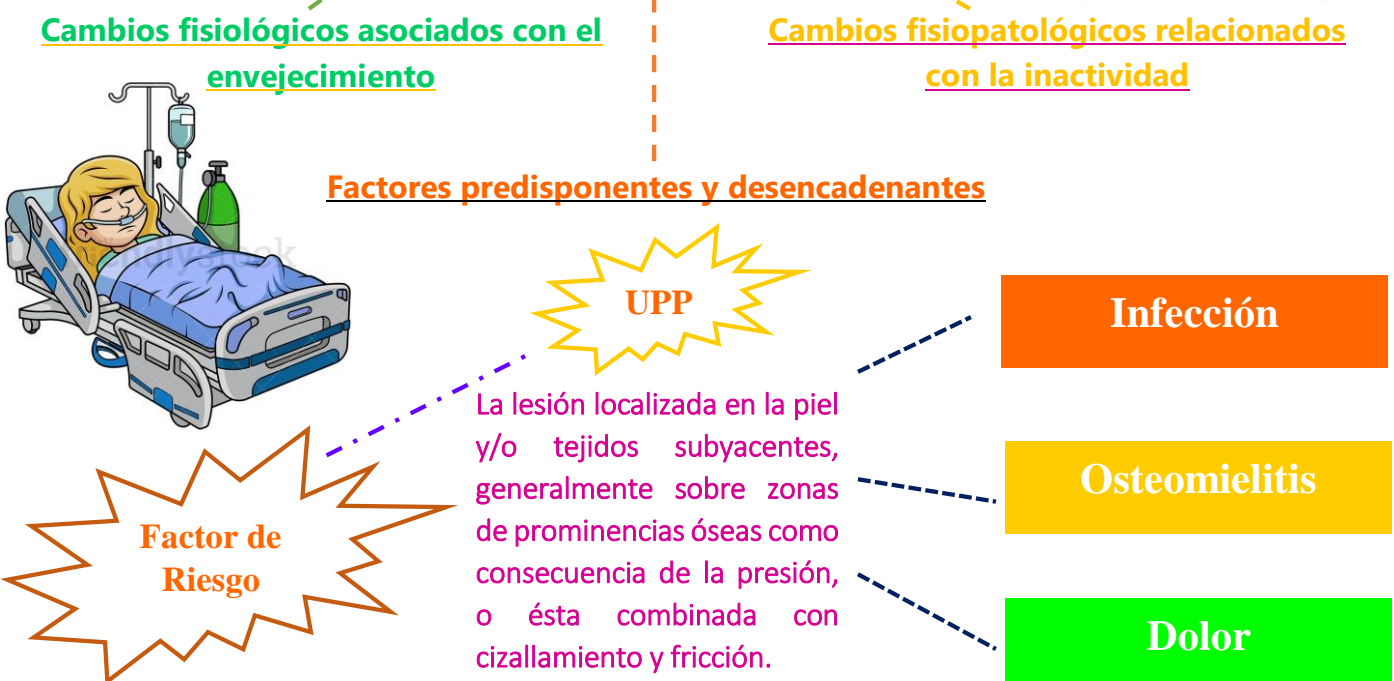 Cambios fisiológicos asociados con el
envejecimiento
Cambios fisiopatológicos relacionados
con la inactividad
Factores predisponentes y desencadenantes
UPP
La lesión localizada en la piel
y/o tejidos subyacentes,
generalmente sobre zonas
de prominencias óseas como
consecuencia de la presión,
o ésta combinada con
cizallamiento y fricción.
Factor de
Riesgo
Infección
Osteomielitis
Dolor